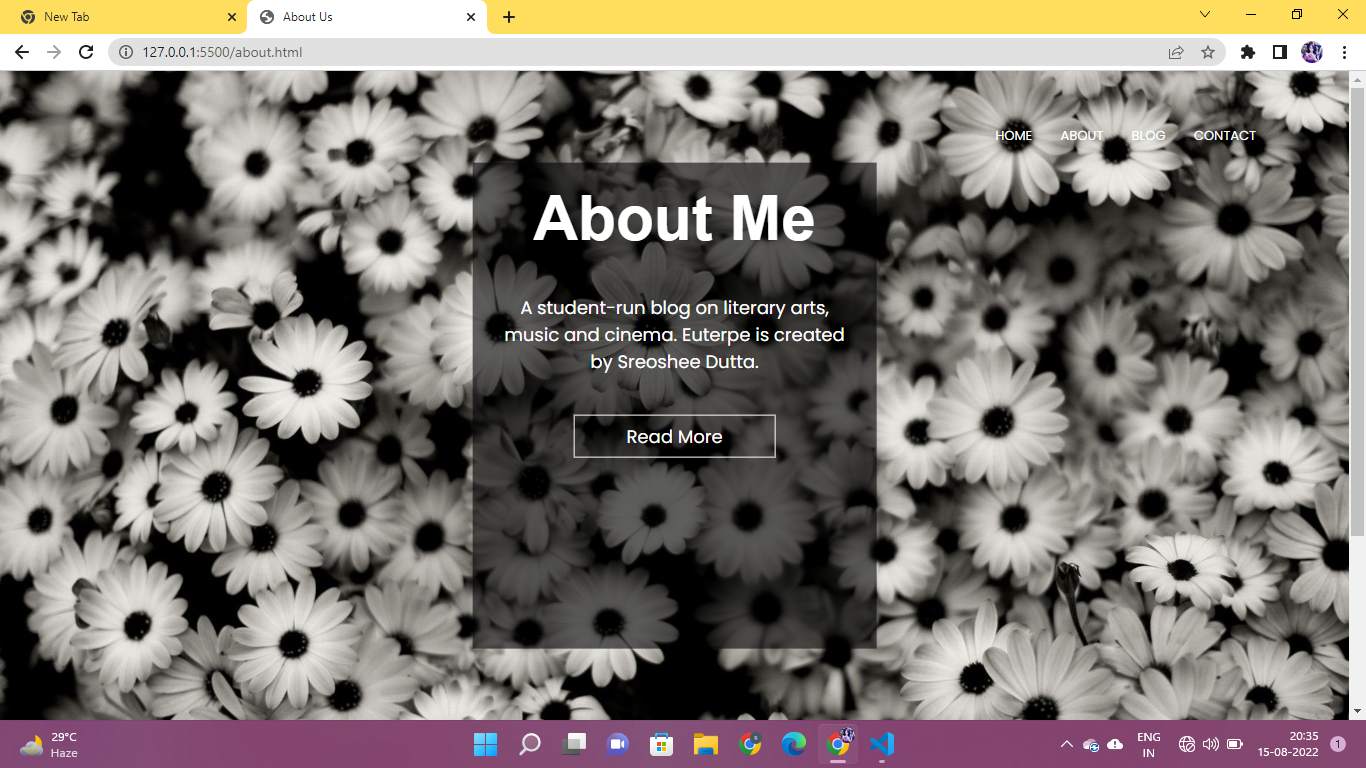 New Tab
About Us
127.0.0.1:5500/about.html
HOME ABOUT BLOG CONTACT
About Me
A student-run blog on literary arts,
music and cinema. Euterpe is created
by Sreoshee Dutta.
Read More
29°C
Haze
ENG
IN
20:35
15-08-2022
1